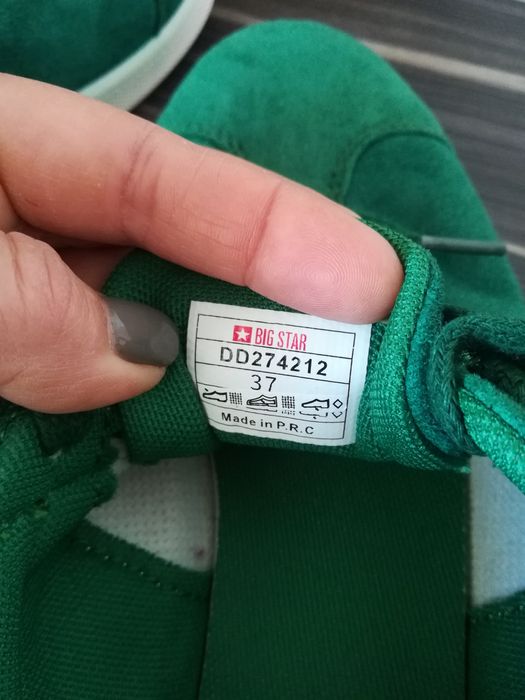 BIG STAR
DD274212
37
Made in P.R.C